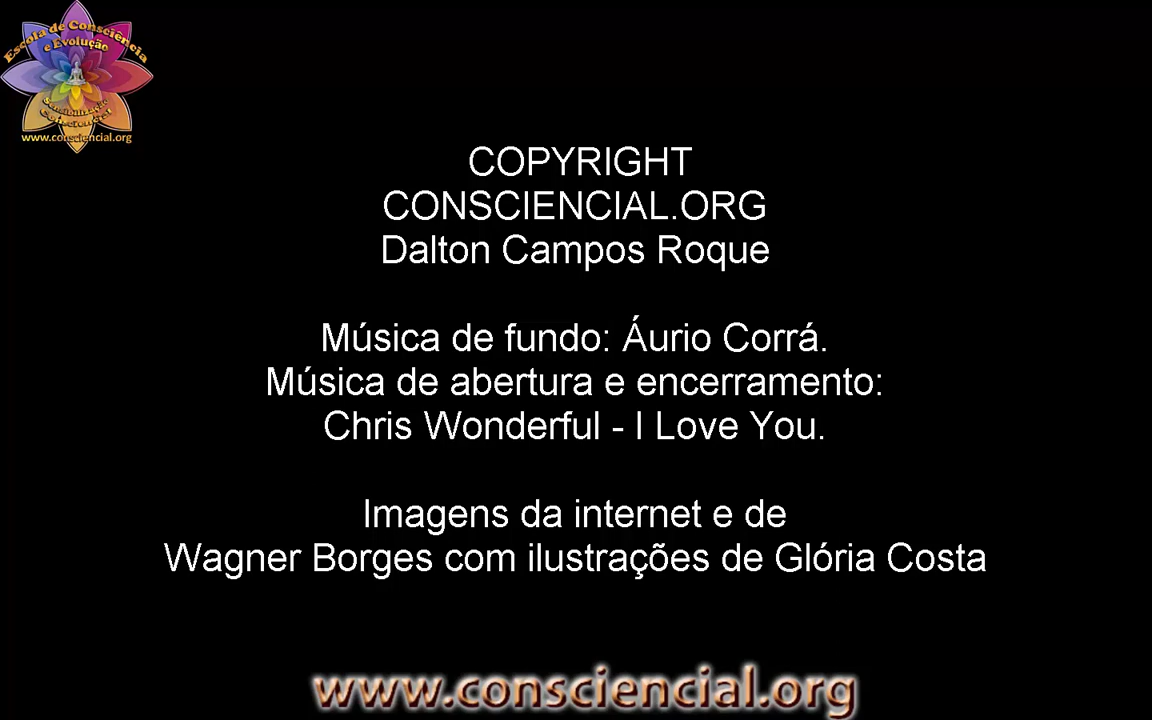 Escola de Consciência
e Evolução
Sensibilização
Consciencial
www.consciencial.org
COPYRIGHT
CONSCIENCIAL.ORG
Dalton Campos Roque
Música de fundo: Áurio Corrá.
Música de abertura e encerramento:
Chris Wonderful - I Love You.
Imagens da internet e de
Wagner Borges com ilustrações de Glória Costa
www.consciencial.org